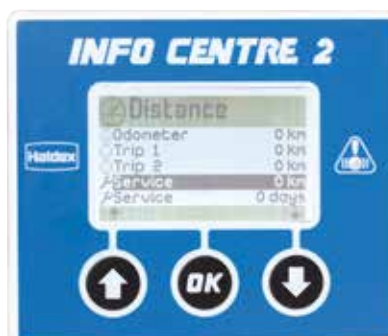 INFO CENTRE 2
Distance
Odometer 0 km
Trip 1 0 km
Trip 2 0 km
Service 0 km
Service 0 days
Haldex
OK